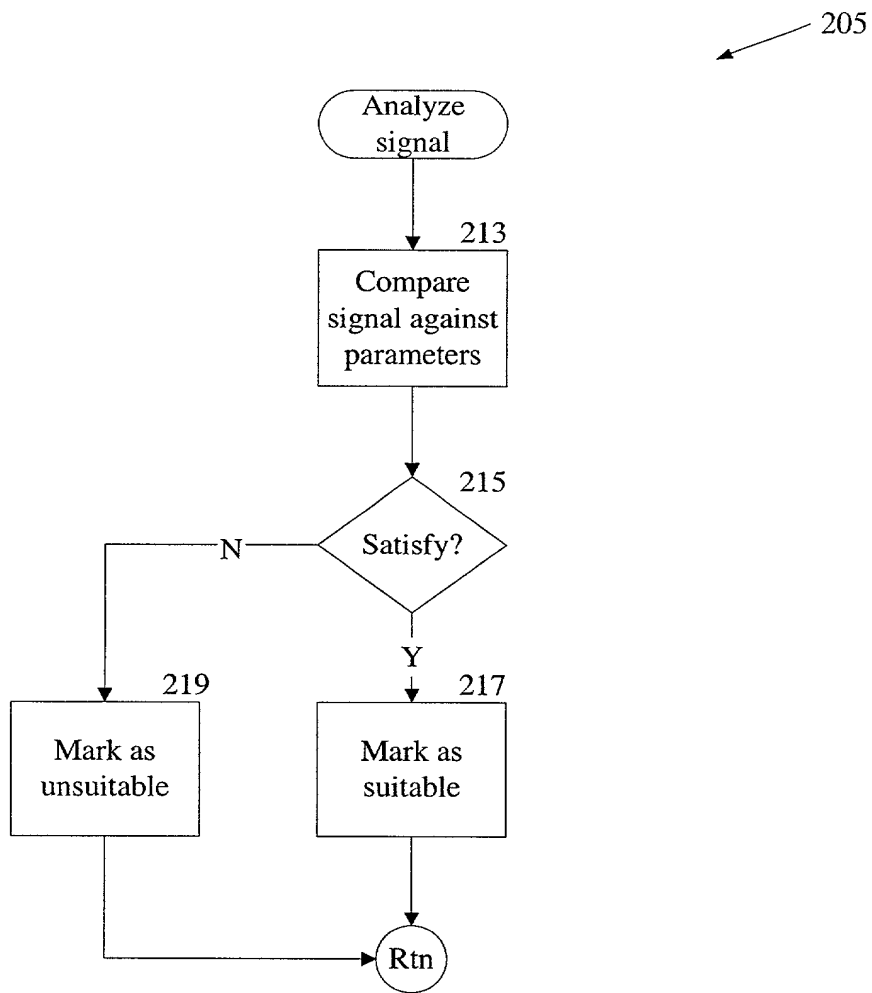 205
Analyze
signal
213
Compare
signal against
parameters
215
Satisfy?
N
Y
219
217
Mark as
unsuitable
Mark as
suitable
Rtn